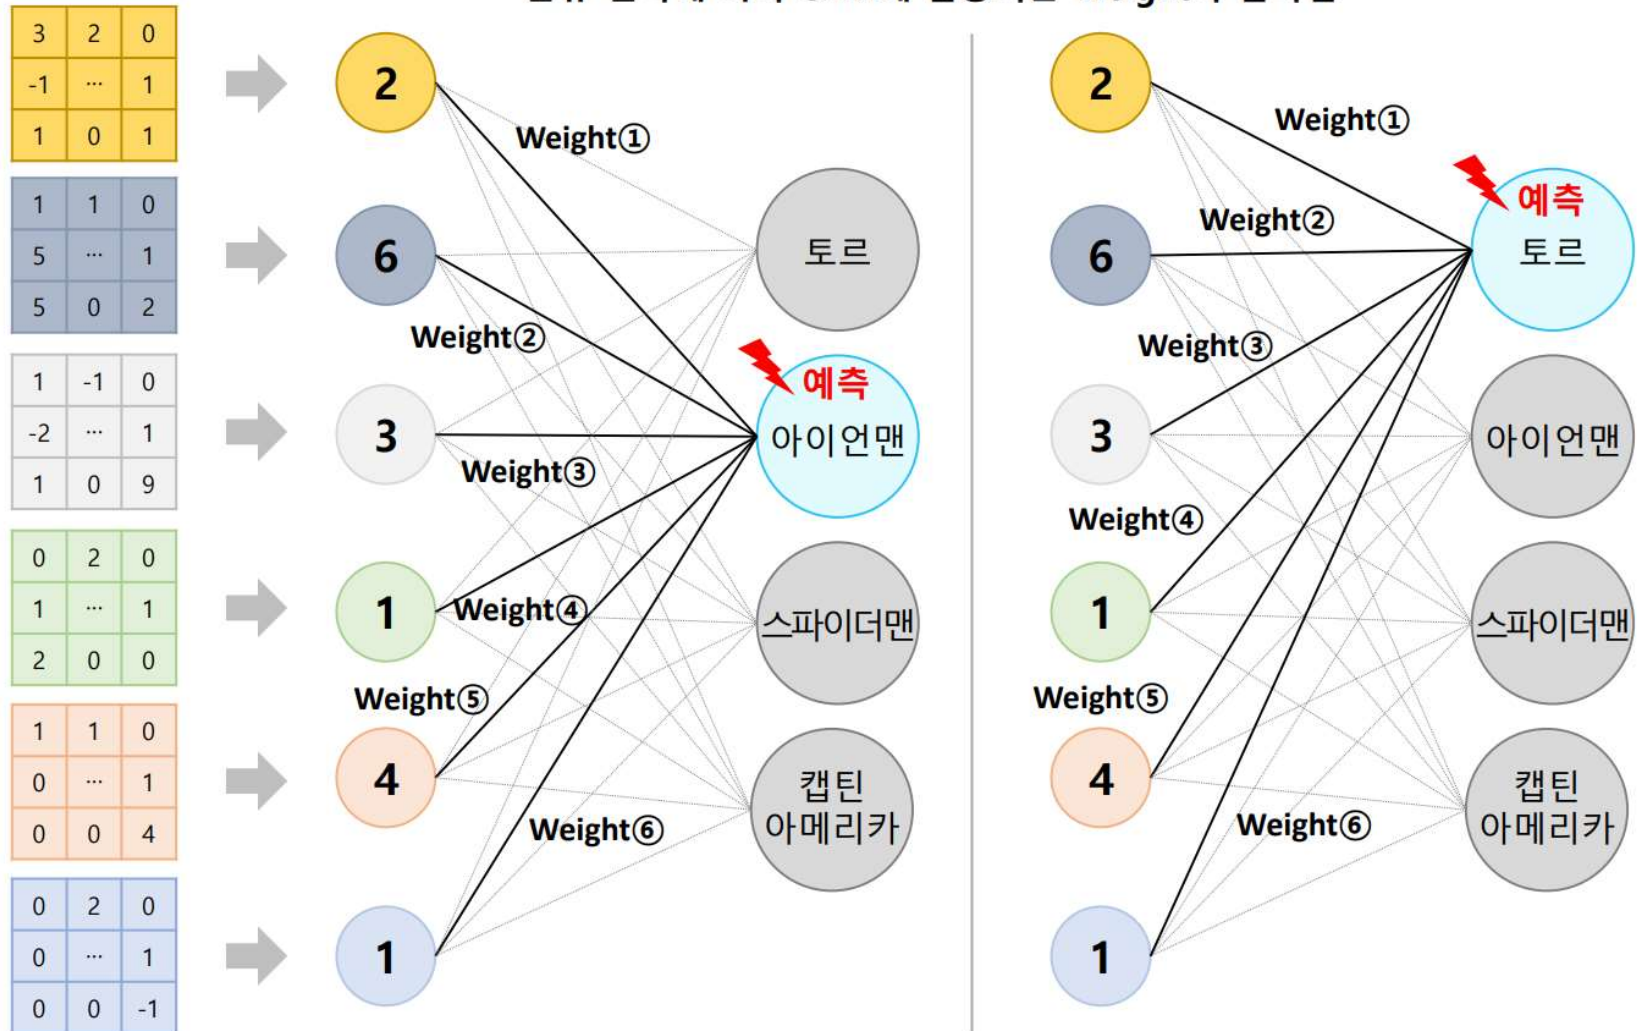 3 2 0
-1 ... 1
1 0 1
1 1 0
5 ... 1
5 0 2
1 -1 0
-2 ... 1
1 0 9
0 2 0
1 ... 1
2 0 0
1 1 0
0 ... 1
0 0 4
0 2 0
0 ... 1
0 0 -1
2
6
3
1
4
1
Weight①
Weight②
Weight③
Weight④
Weight⑤
Weight⑥
토르
예측
아이언맨
스파이더맨
캡틴
아메리카
2
6
3
1
4
1
Weight①
Weight②
Weight③
Weight④
Weight⑤
Weight⑥
예측
토르
아이언맨
스파이더맨
캡틴
아메리카